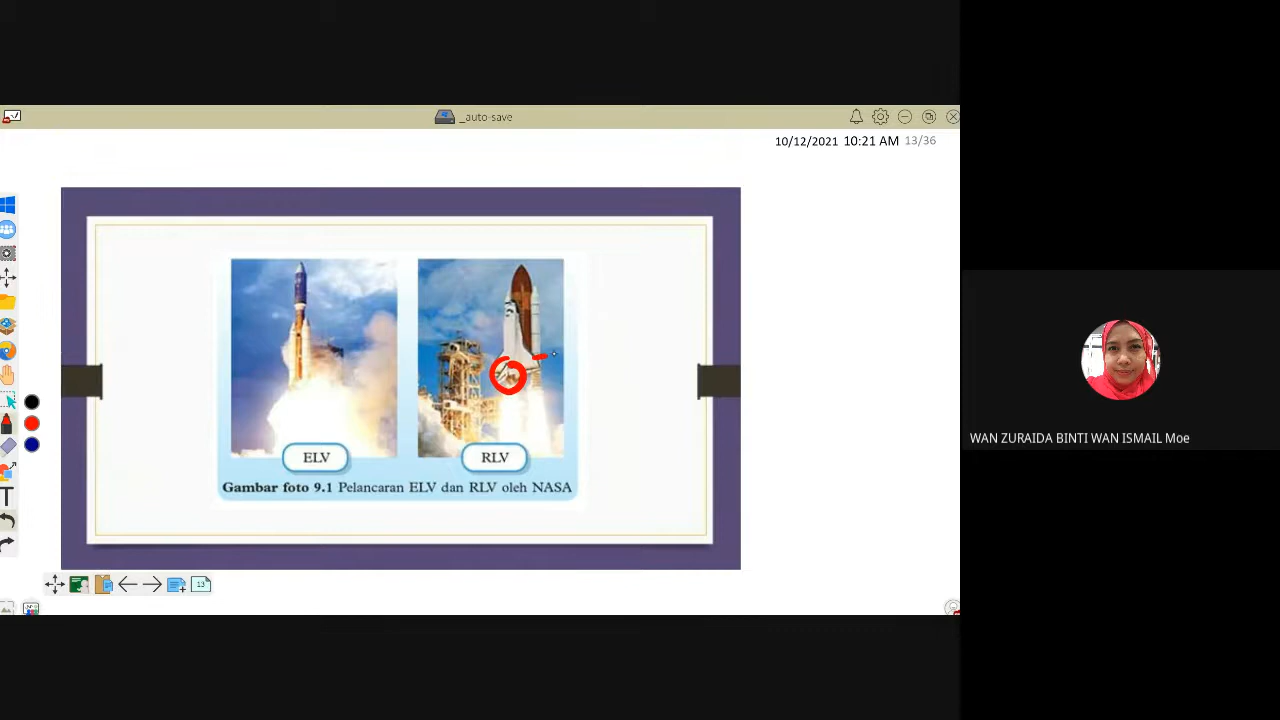 _auto-save
10/12/2021 10:21 AM 13/36
ELV
RLV
Gambar foto 9.1 Pelancaran ELV dan RLV oleh NASA
13
WAN ZURAIDA BINTI WAN ISMAIL Moe